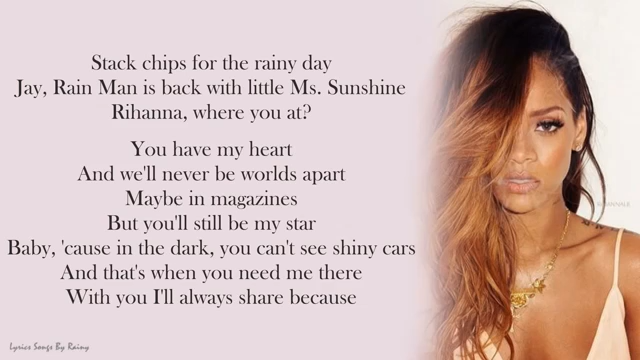 Stack chips for the rainy day
Jay, Rain Man is back with little Ms. Sunshine
Rihanna, where you at?
You have my heart
And we'll never be worlds apart
Maybe in magazines
But you'll still be my star
Baby, 'cause in the dark, you can't see shiny cars
And that's when you need me there
With you I'll always share because
Lyrics Songs By Rainy